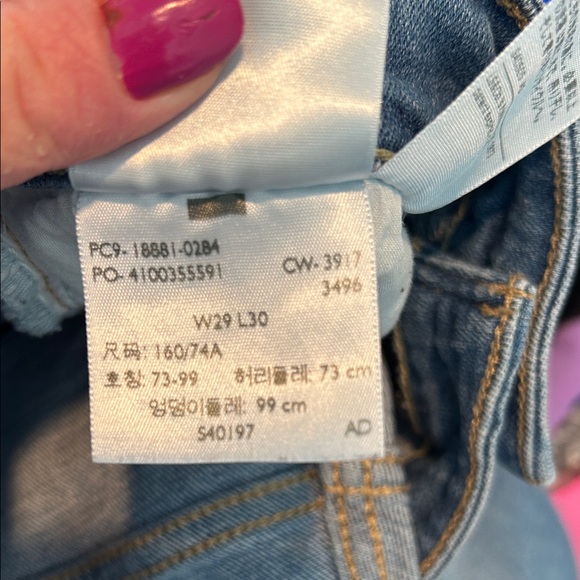 PC9- 18881-0284
PO- 4100355591
CW- 3917
3496
W29 L30
尺码: 160/74A
호칭: 73-99 허리둘레: 73 cm
엉덩이둘레: 99 cm
S40197 AD